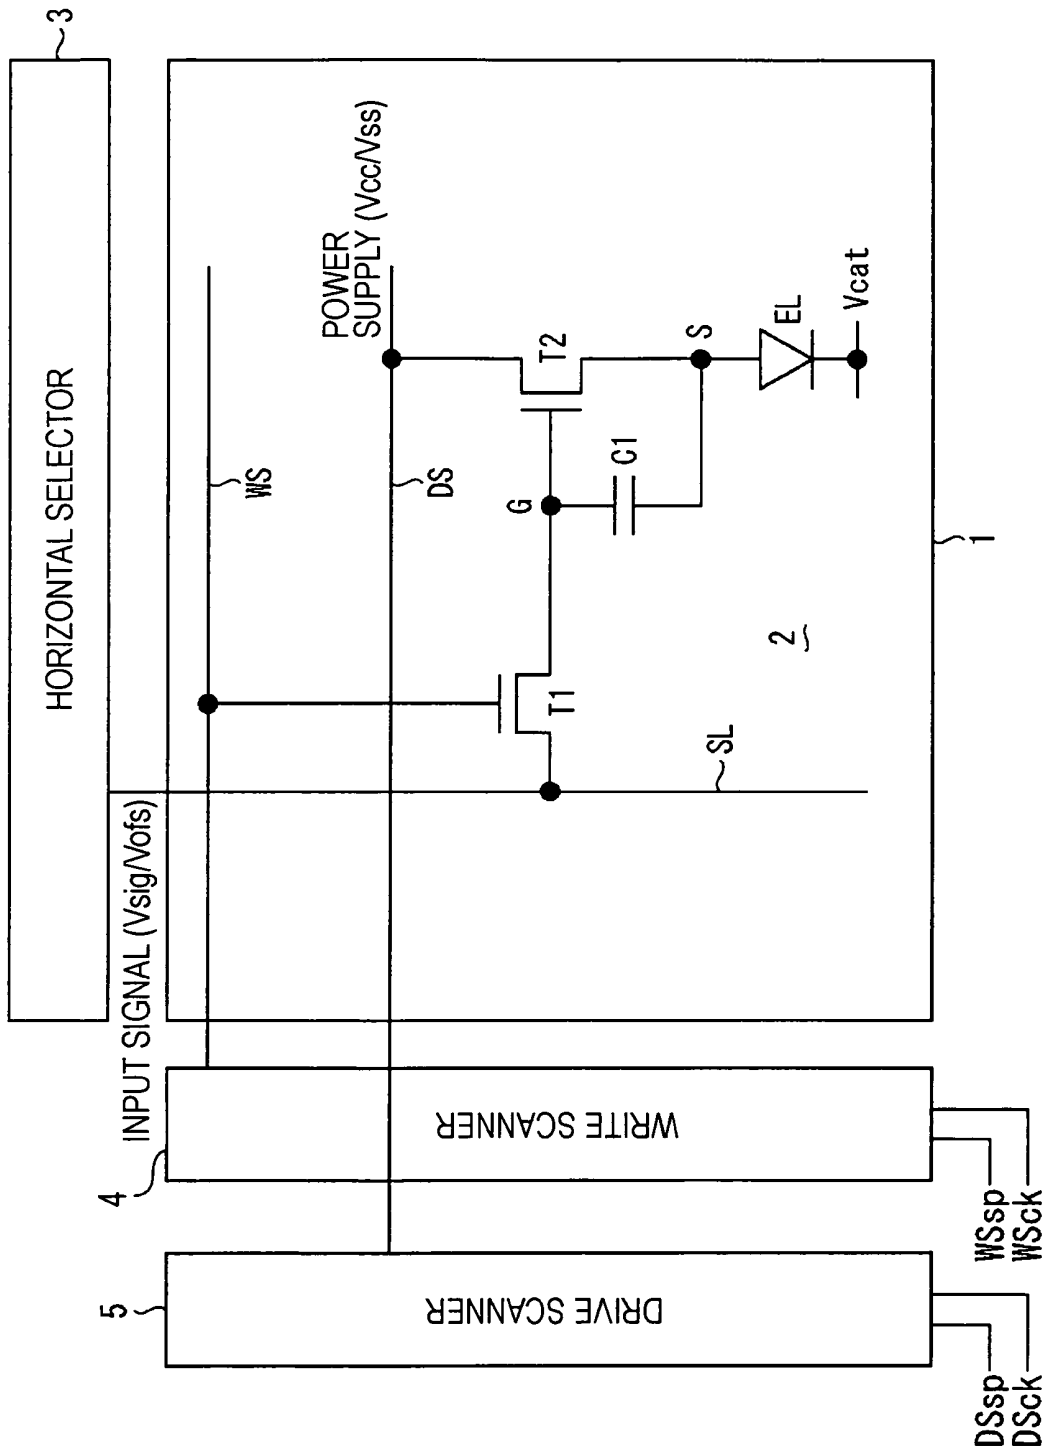 HORIZONTAL SELECTOR
3
INPUT SIGNAL (Vsig/Vofs)
4
WRITE SCANNER
WSsp
WSck
5
DRIVE SCANNER
DSsp
DSck
WS
POWER
SUPPLY (Vcc/Vss)
DS
T1
G
T2
C1
S
EL
Vcat
SL
2
1